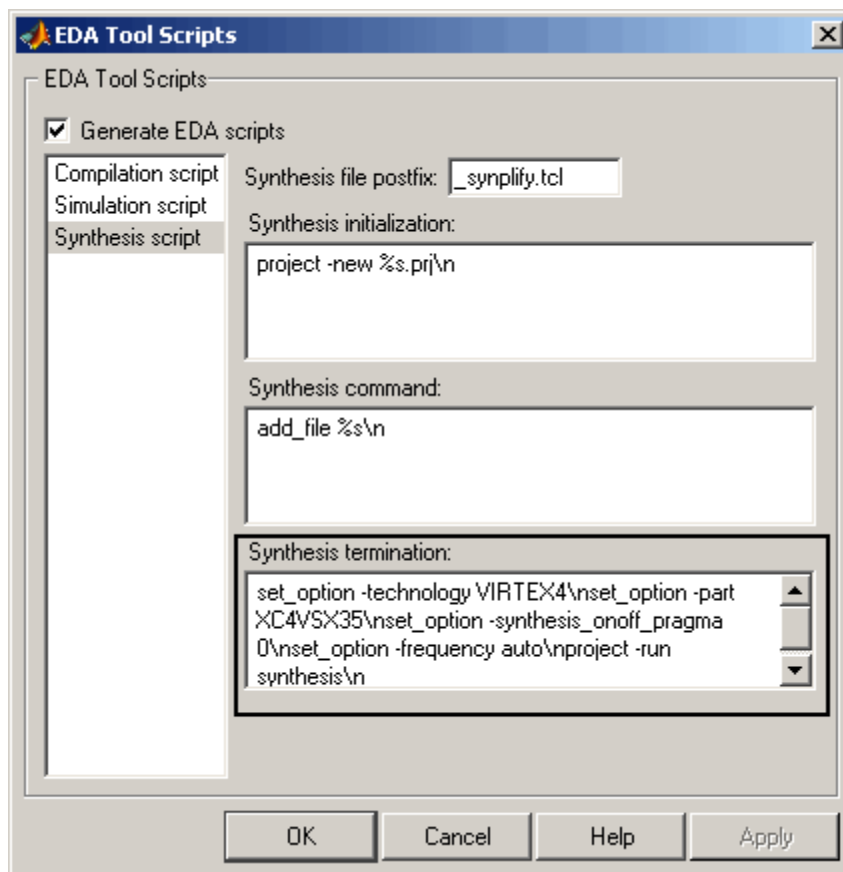 EDA Tool Scripts
EDA Tool Scripts
Generate EDA scripts
Compilation script
Simulation script
Synthesis script
Synthesis file postfix: _synplify.tcl
Synthesis initialization:
project -new %s.prj\n
Synthesis command:
add_file %s\n
Synthesis termination:
set_option -technology VIRTEX4\nset_option -part
XC4VSX35\nset_option -synthesis_onoff_pragma
0\nset_option -frequency auto\nproject -run
synthesis\n
OK
Cancel
Help
Apply